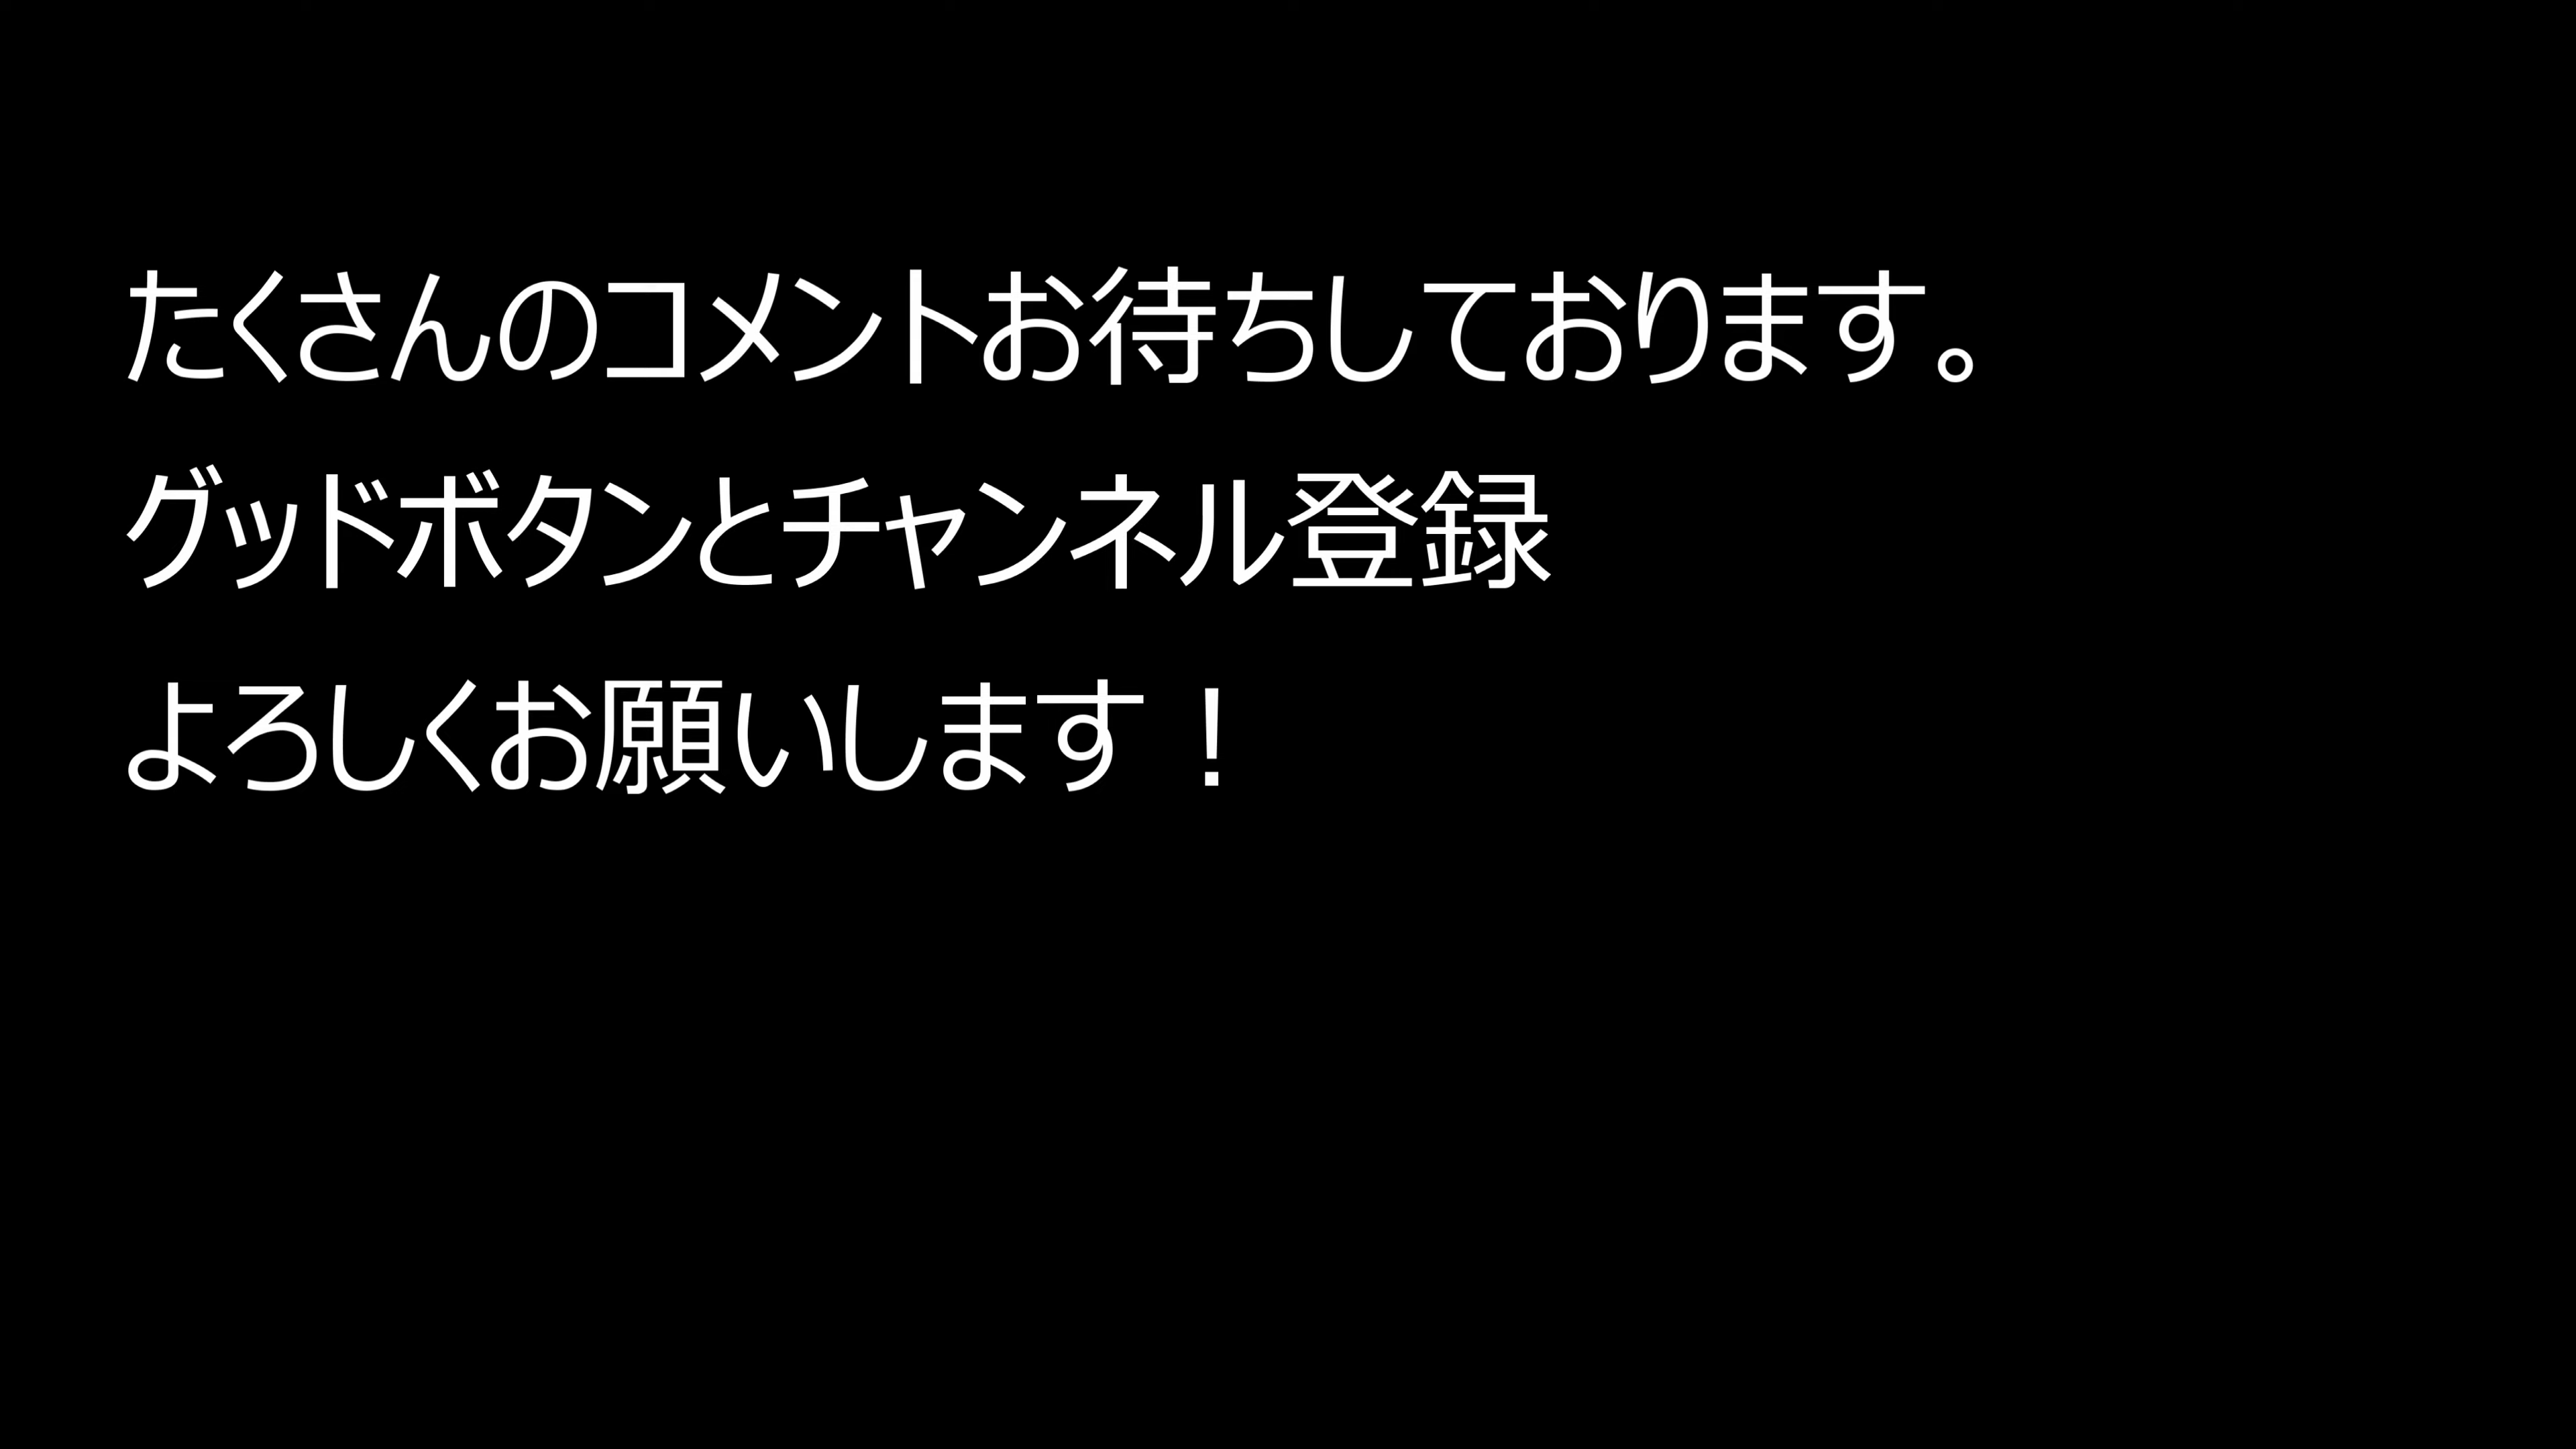 たくさんのコメントお待ちしております。
グッドボタンとチャンネル登録
よろしくお願いします！